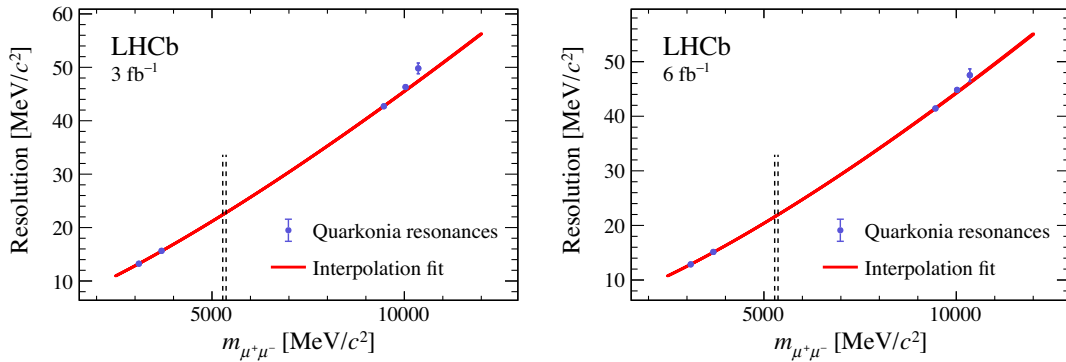 60
50
40
30
20
10
Resolution [MeV/c²]
LHCb
3 fb⁻¹
Quarkonia resonances
Interpolation fit
5000 10000
m_{μ⁺μ⁻} [MeV/c²]
50
40
30
20
10
Resolution [MeV/c²]
LHCb
6 fb⁻¹
Quarkonia resonances
Interpolation fit
5000 10000
m_{μ⁺μ⁻} [MeV/c²]